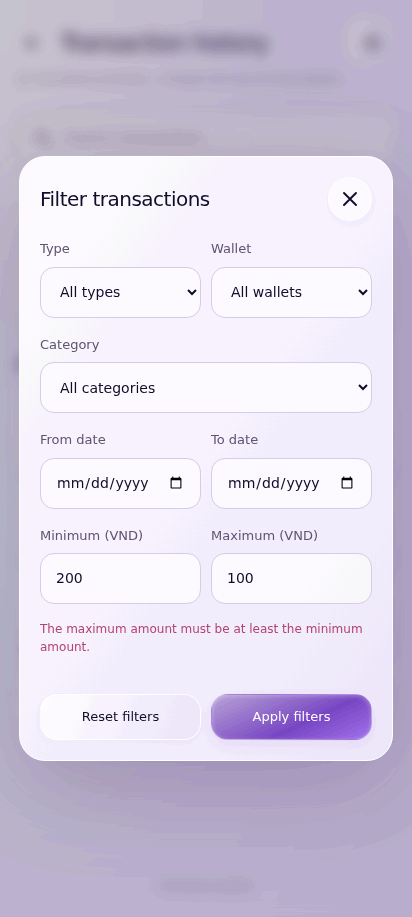 Transaction history
Filter transactions
Type
Wallet
All types
All wallets
Category
All categories
From date
To date
mm/dd/yyyy
mm/dd/yyyy
Minimum (VND)
Maximum (VND)
200
100
The maximum amount must be at least the minimum
amount.
Reset filters
Apply filters